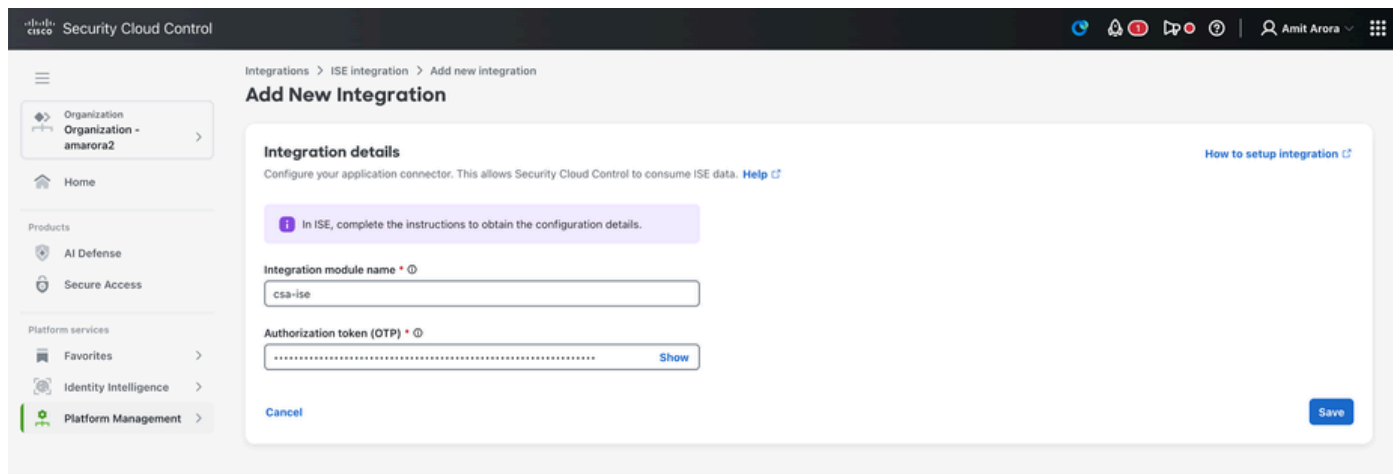 CISCO Security Cloud Control
1
Amit Arora
Integrations > ISE integration > Add new integration
Add New Integration
Organization
Organization -
amarora2
Home
Products
AI Defense
Secure Access
Platform services
Favorites
Identity Intelligence
Platform Management
Integration details
How to setup integration
Configure your application connector. This allows Security Cloud Control to consume ISE data. Help
In ISE, complete the instructions to obtain the configuration details.
Integration module name *
csa-ise
Authorization token (OTP) *
Show
Cancel
Save